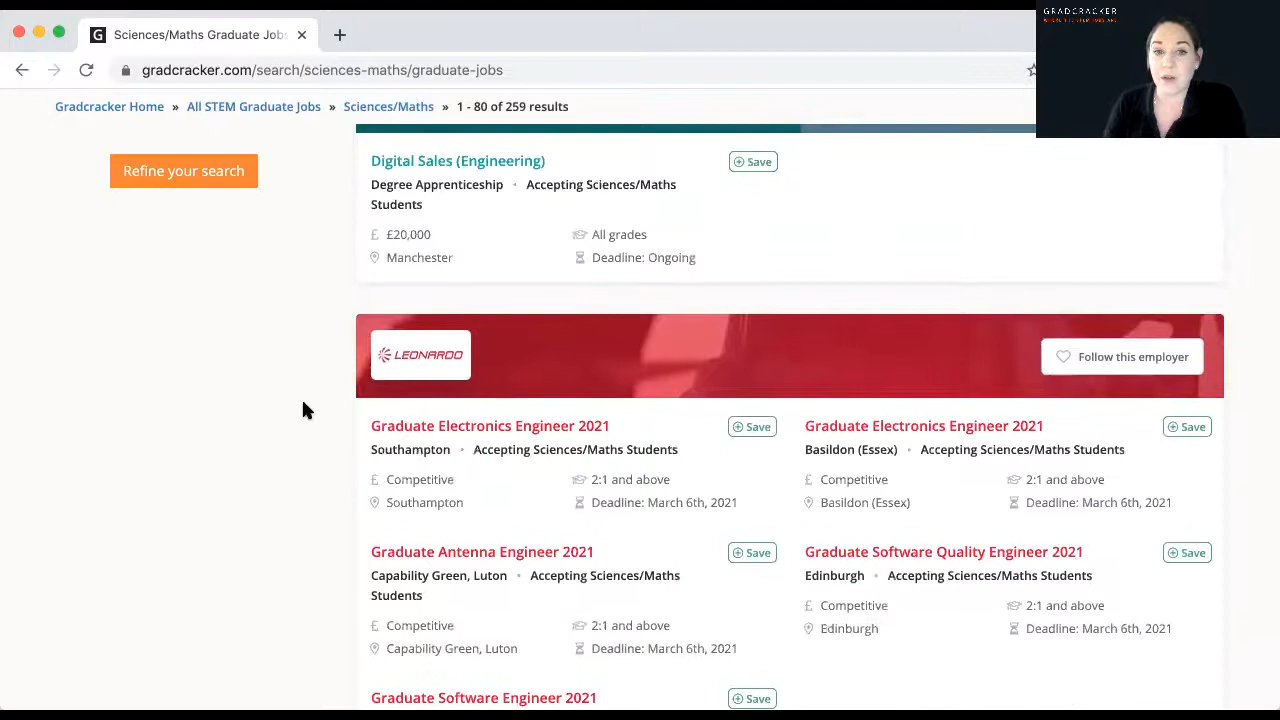 GRADCRACKER
Sciences/Maths Graduate Jobs
gradcracker.com/search/sciences-maths/graduate-jobs
Gradcracker Home » All STEM Graduate Jobs » Sciences/Maths » 1 - 80 of 259 results
Refine your search
Digital Sales (Engineering)
Save
Degree Apprenticeship • Accepting Sciences/Maths
Students
£ £20,000
All grades
Manchester
Deadline: Ongoing
LEONARDO
Follow this employer
Graduate Electronics Engineer 2021
Save
Southampton • Accepting Sciences/Maths Students
£ Competitive
2:1 and above
Southampton
Deadline: March 6th, 2021
Graduate Electronics Engineer 2021
Save
Basildon (Essex) • Accepting Sciences/Maths Students
£ Competitive
2:1 and above
Basildon (Essex)
Deadline: March 6th, 2021
Graduate Antenna Engineer 2021
Save
Capability Green, Luton • Accepting Sciences/Maths
Students
£ Competitive
2:1 and above
Capability Green, Luton
Deadline: March 6th, 2021
Graduate Software Quality Engineer 2021
Save
Edinburgh • Accepting Sciences/Maths Students
£ Competitive
2:1 and above
Edinburgh
Deadline: March 6th, 2021
Graduate Software Engineer 2021
Save